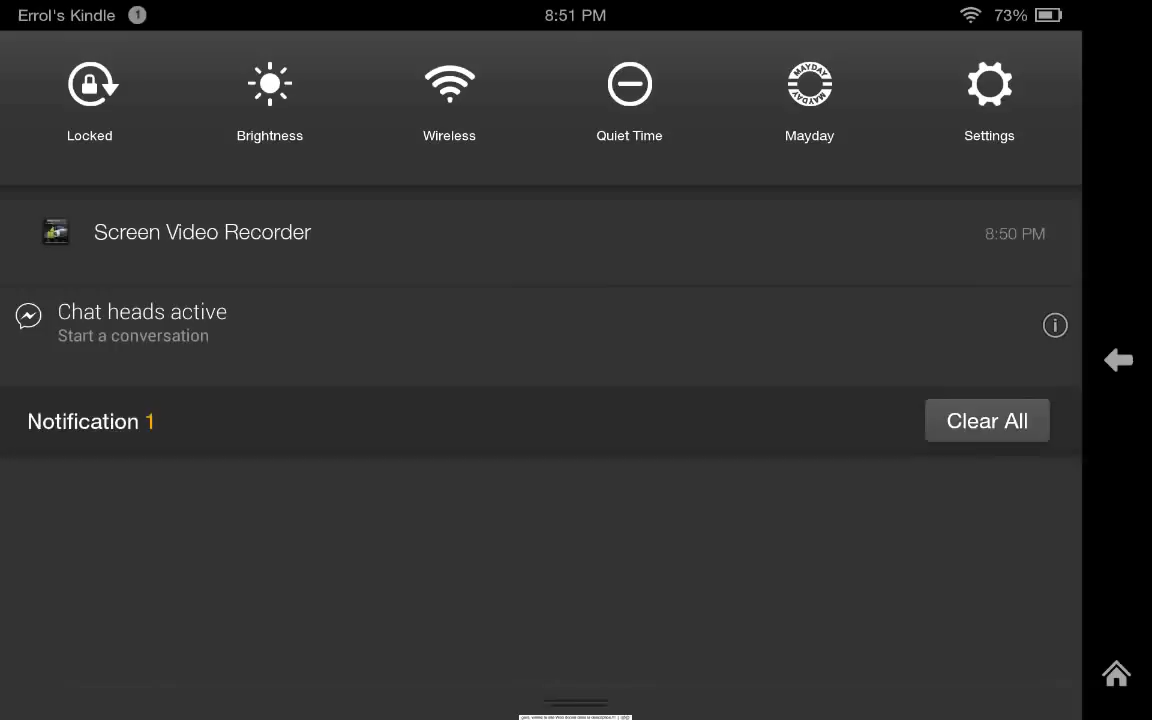 Errol's Kindle 1 8:51 PM 73%
MAYDAY MAYDAY
Locked Brightness Wireless Quiet Time Mayday Settings
Screen Video Recorder 8:50 PM
Chat heads active
Start a conversation
Notification 1 Clear All